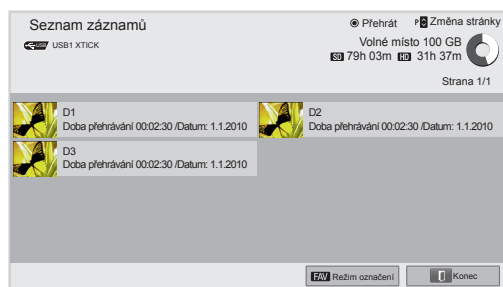 Seznam záznamů
Přehrát P Změna stránky
USB USB1 XTICK
Volné místo 100 GB
SD 79h 03m HD 31h 37m
Strana 1/1
D1
Doba přehrávání 00:02:30 /Datum: 1.1.2010
D2
Doba přehrávání 00:02:30 /Datum: 1.1.2010
D3
Doba přehrávání 00:02:30 /Datum: 1.1.2010
FAV Režim označení
Konec